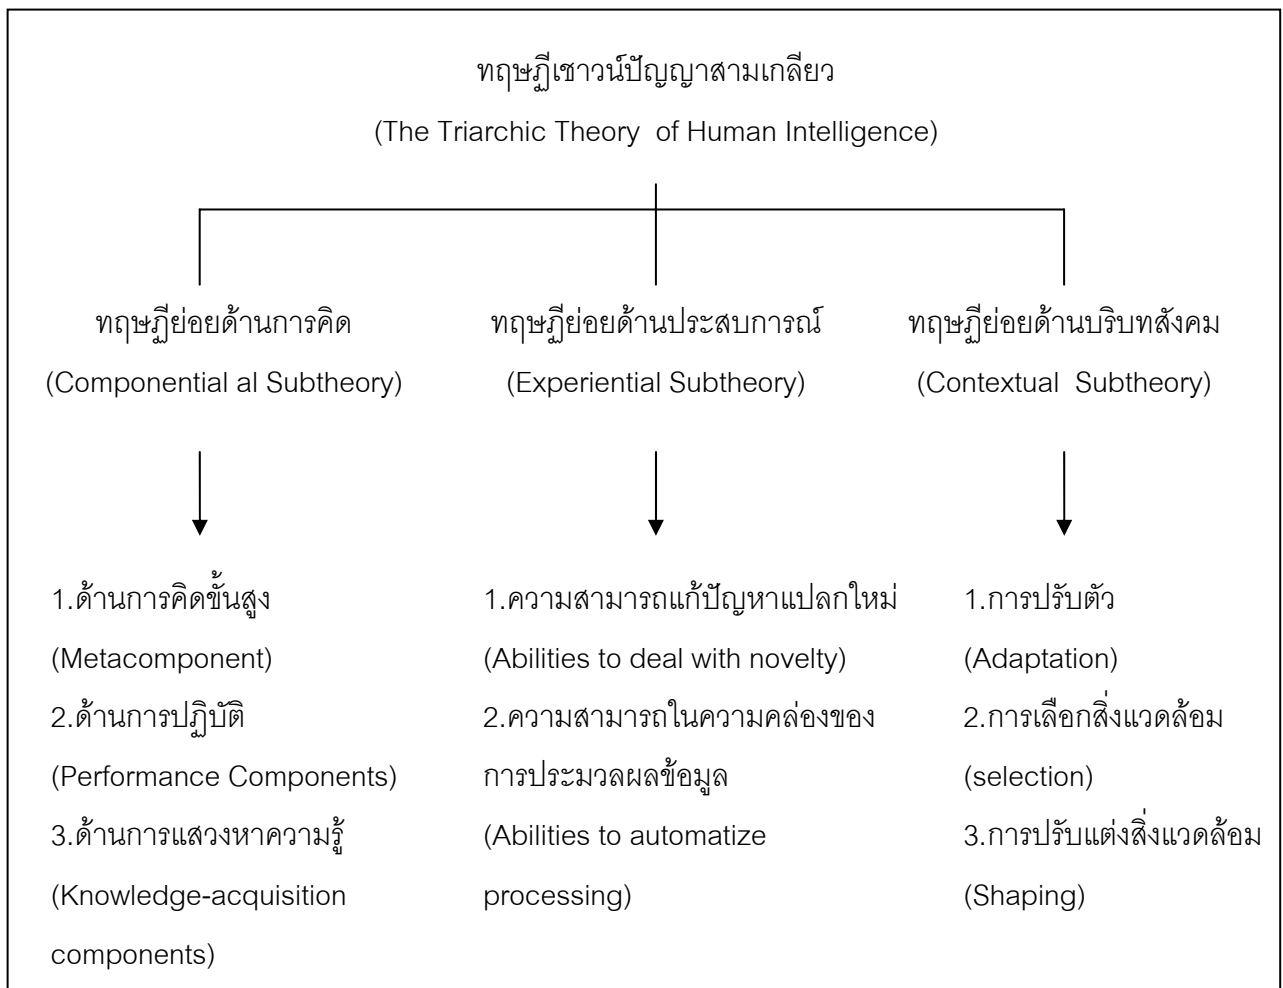 ทฤษฏีเชาวน์ปัญญาสามเกลียว
(The Triarchic Theory of Human Intelligence)
ทฤษฏีย่อยด้านการคิด
(Componential al Subtheory)
ทฤษฏีย่อยด้านประสบการณ์
(Experiential Subtheory)
ทฤษฏีย่อยด้านบริบทสังคม
(Contextual Subtheory)
1.ด้านการคิดขั้นสูง
(Metacomponent)
2.ด้านการปฏิบัติ
(Performance Components)
3.ด้านการแสวงหาความรู้
(Knowledge-acquisition
components)
1.ความสามารถแก้ปัญหาแปลกใหม่
(Abilities to deal with novelty)
2.ความสามารถในความคล่องของ
การประมวลผลข้อมูล
(Abilities to automatize
processing)
1.การปรับตัว
(Adaptation)
2.การเลือกสิ่งแวดล้อม
(selection)
3.การปรับแต่งสิ่งแวดล้อม
(Shaping)